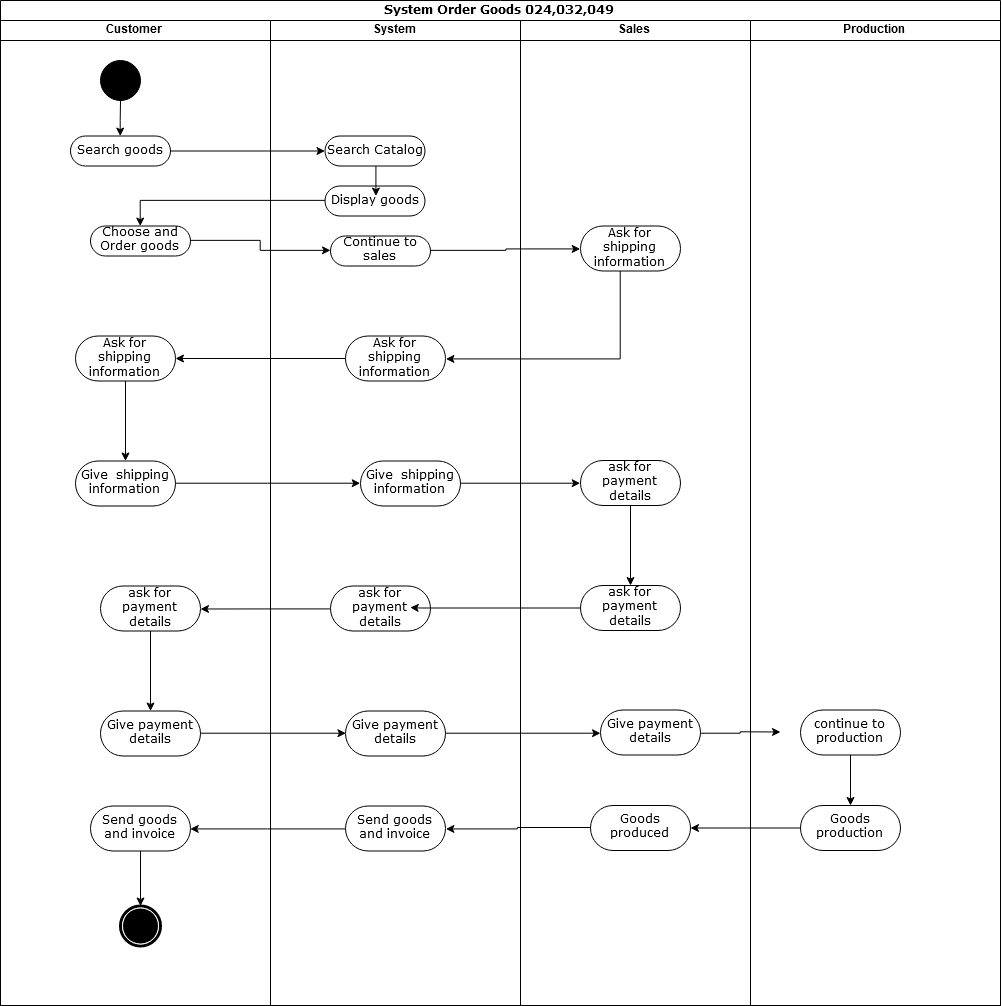 System Order Goods 024,032,049
Customer
System
Sales
Production
Search goods
Search Catalog
Display goods
Choose and
Order goods
Continue to
sales
Ask for
shipping
information
Ask for
shipping
information
Ask for
shipping
information
Give shipping
information
Give shipping
information
ask for
payment
details
ask for
payment
details
ask for
payment
details
ask for
payment
details
Give payment
details
Give payment
details
Give payment
details
continue to
production
Send goods
and invoice
Send goods
and invoice
Goods
produced
Goods
production